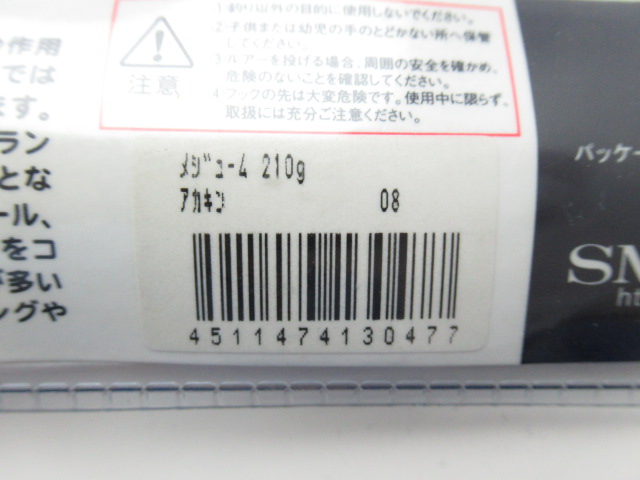 1 釣り以外の目的に使用しないでください。
2 子供または幼児の手のとどかない所へ保管
してください。
3 ルアーを投げる場合、周囲の安全を確かめ、
危険のないことを確認してください。
4 フックの先は大変危険です。使用中に限らず、
取扱には充分ご注意ください。
注意
作用
では
ます。
ラン
とな
ール、
をコ
が多い
ングや
メジューム 210g
アカキン 08
4511474130477
パッケー
SM
ht